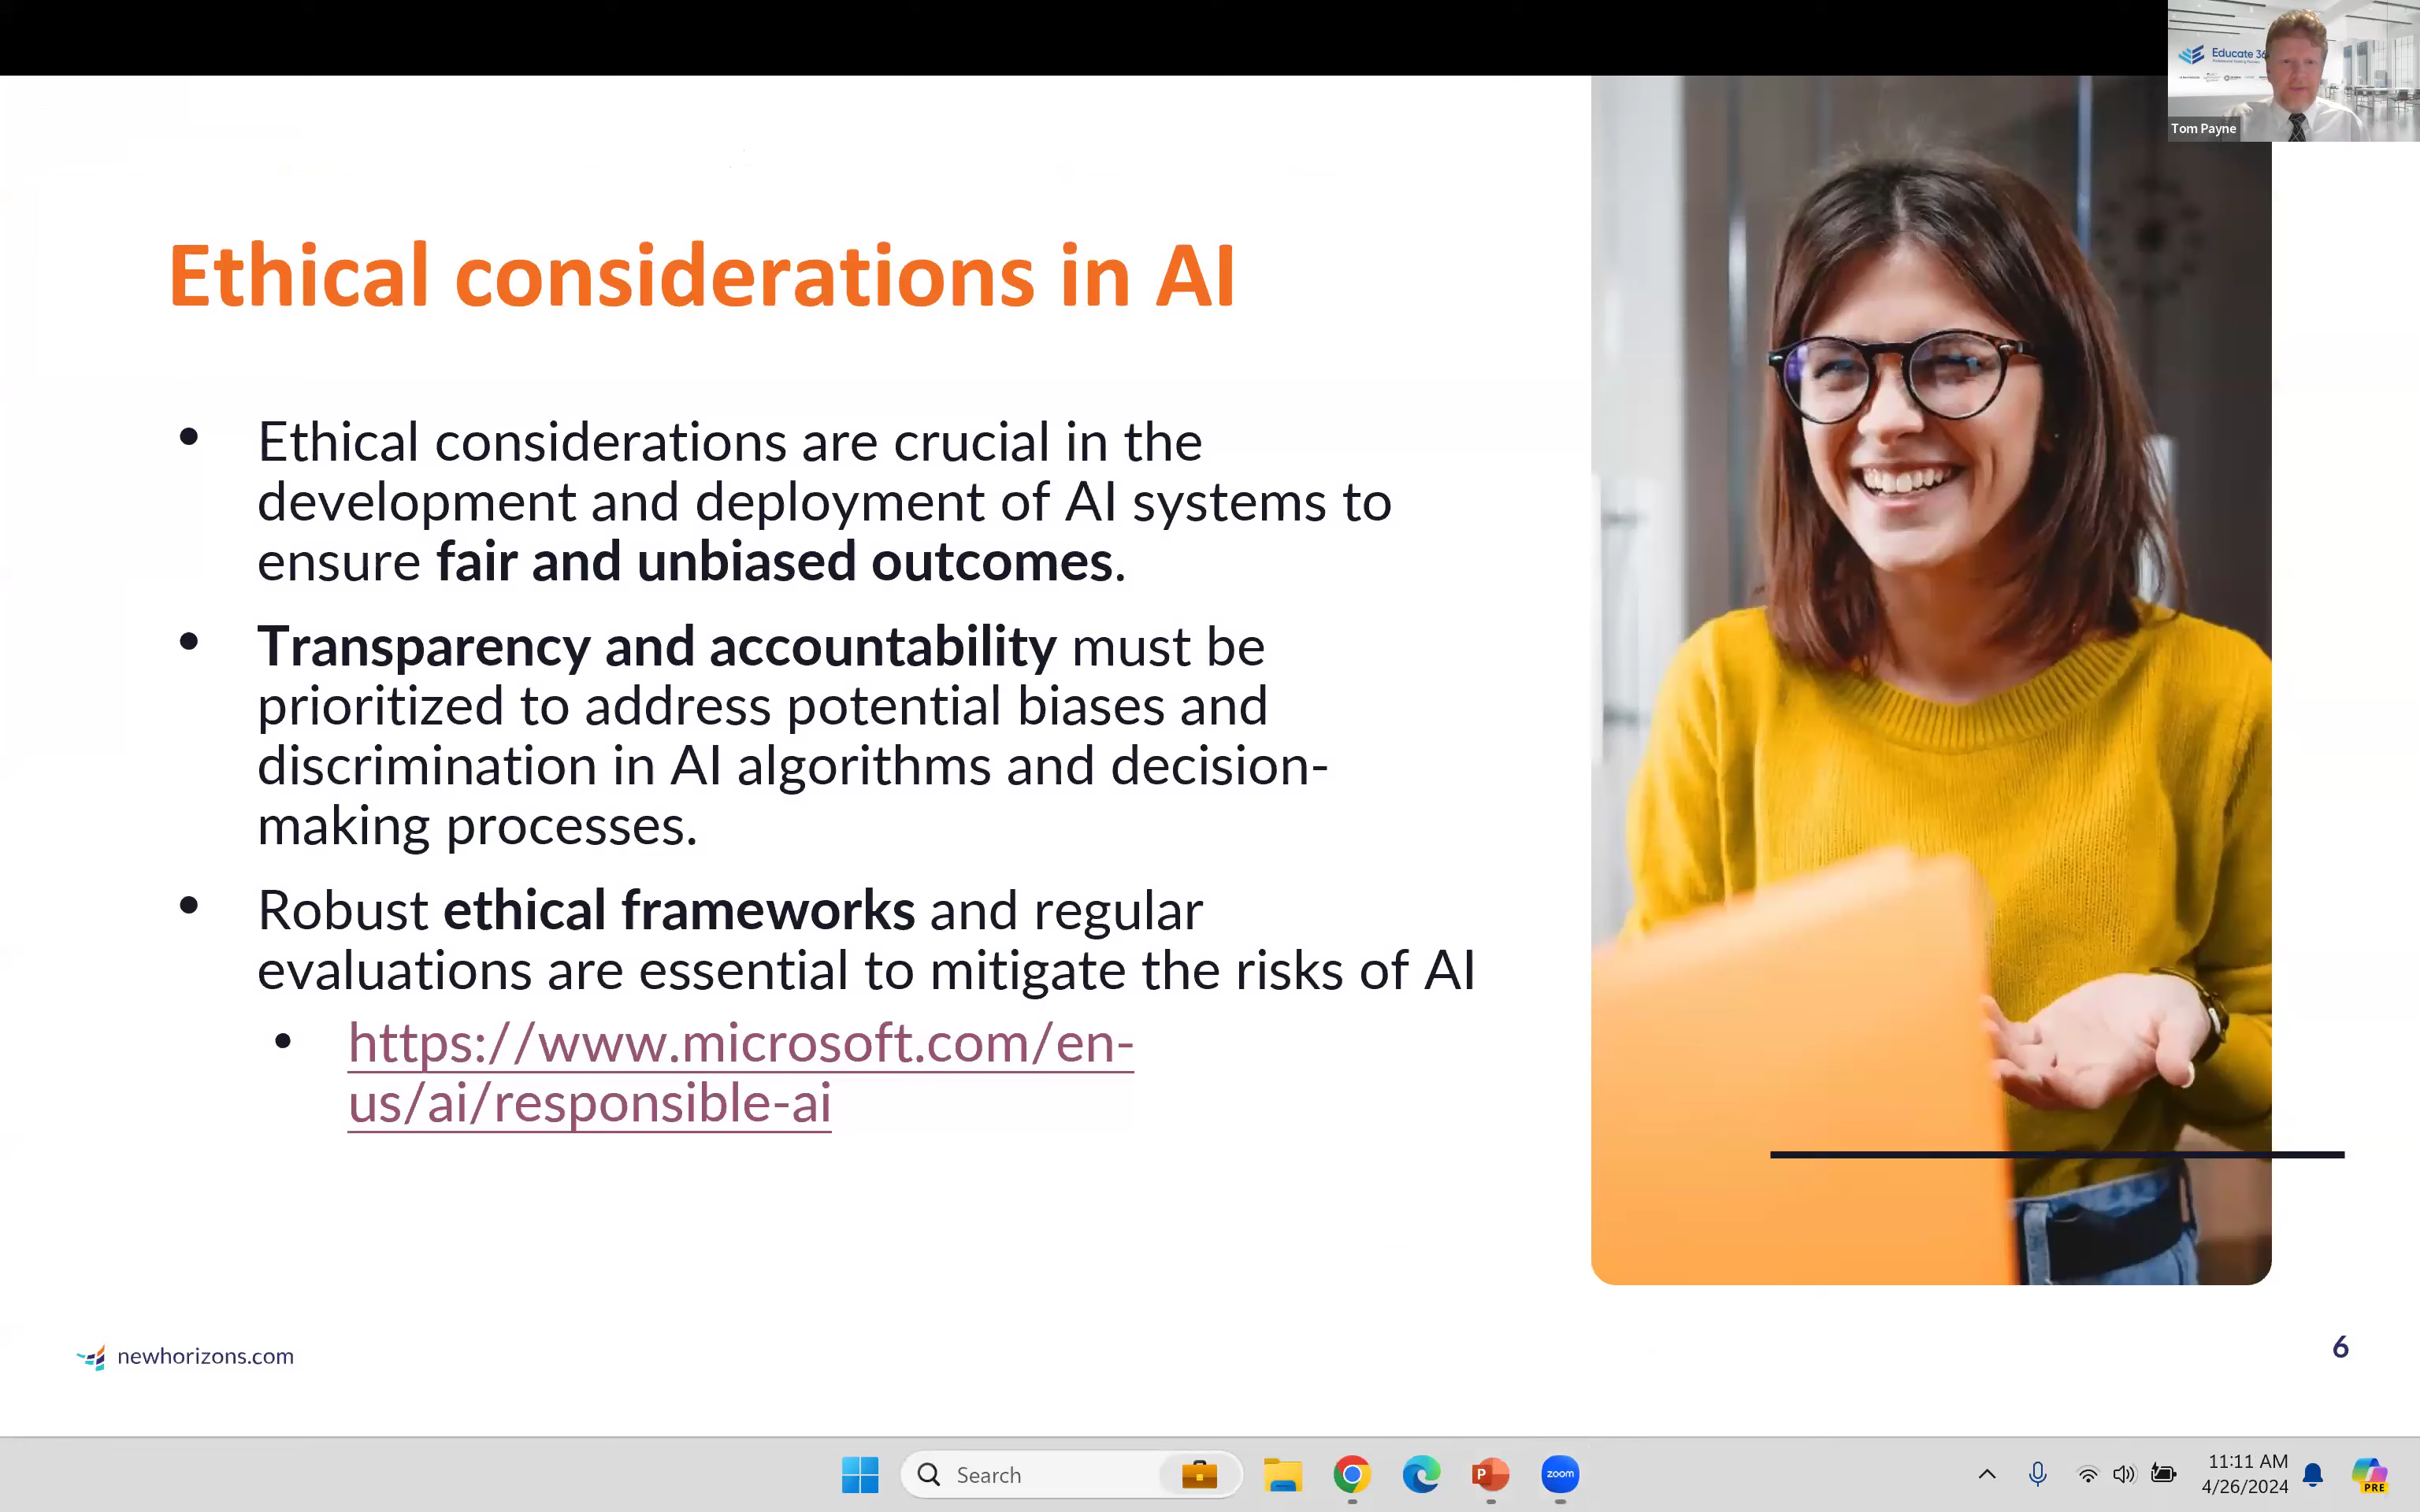 Educate 36
Tom Payne
Ethical considerations in AI
• Ethical considerations are crucial in the
development and deployment of AI systems to
ensure fair and unbiased outcomes.
• Transparency and accountability must be
prioritized to address potential biases and
discrimination in AI algorithms and decision-
making processes.
• Robust ethical frameworks and regular
evaluations are essential to mitigate the risks of AI
• https://www.microsoft.com/en-
us/ai/responsible-ai
newhorizons.com
6
Search
P
zoom
11:11 AM
4/26/2024
PRE